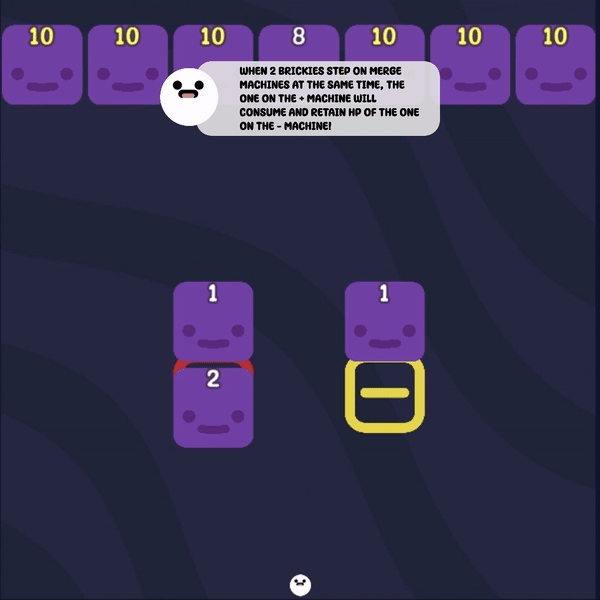 10 10 10 8 10 10 10
WHEN 2 BRICKIES STEP ON MERGE
MACHINES AT THE SAME TIME, THE
ONE ON THE + MACHINE WILL
CONSUME AND RETAIN HP OF THE ONE
ON THE - MACHINE!
1 1
2